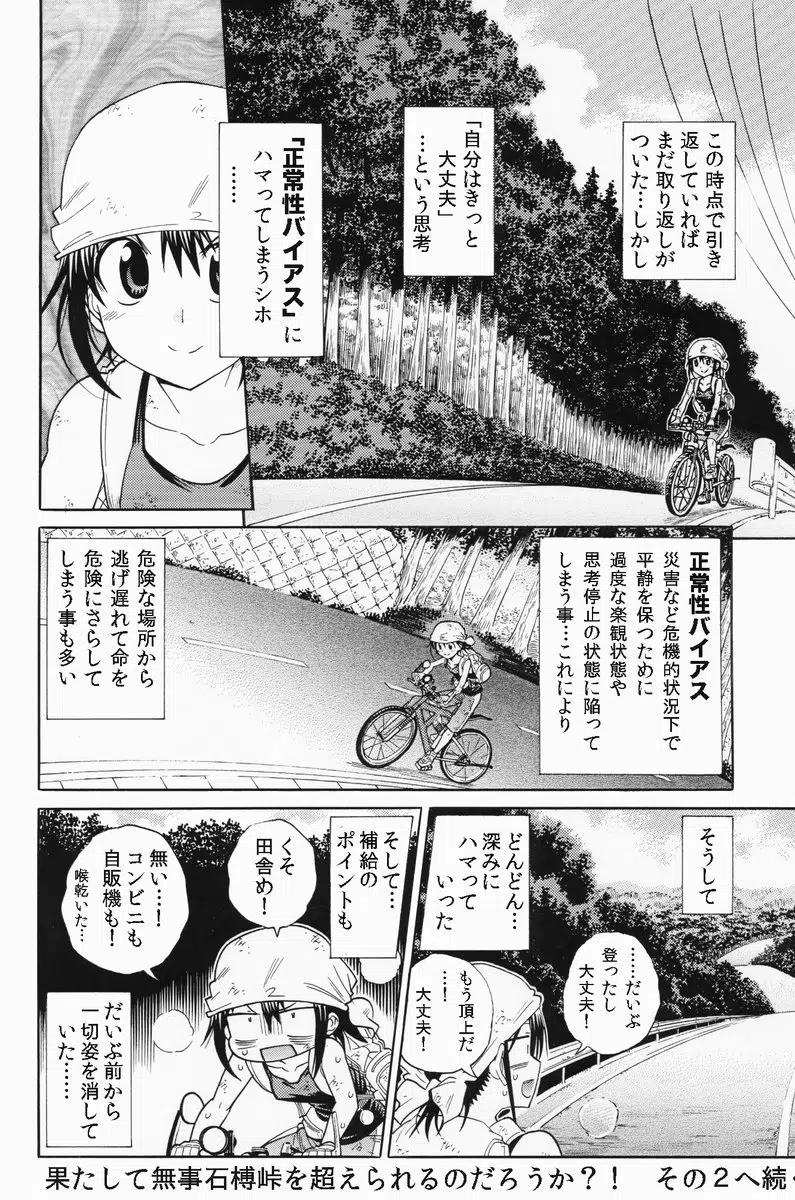 この時点で引き
返していれば
まだ取り返しが
ついた…しかし
「自分はきっと
大丈夫」
…という思考
「正常性バイアス」に
ハマってしまうシホ
……
正常性バイアス
災害など危機的状況下で
平静を保つために
過度な楽観状態や
思考停止の状態に陥って
しまう事…これにより
危険な場所から
逃げ遅れて命を
危険にさらして
しまう事も多い
そうして
……だいぶ
登ったし
大丈夫！
どんどん…
深みに
ハマって
いった
もう頂上だ
…！
大丈夫！
そして…
補給の
ポイントも
くそ
田舎め！
無い…！
コンビニも
自販機も！
喉乾いた…
だいぶ前から
一切姿を消して
いた……
果たして無事石榑峠を超えられるのだろうか？！　その２へ続